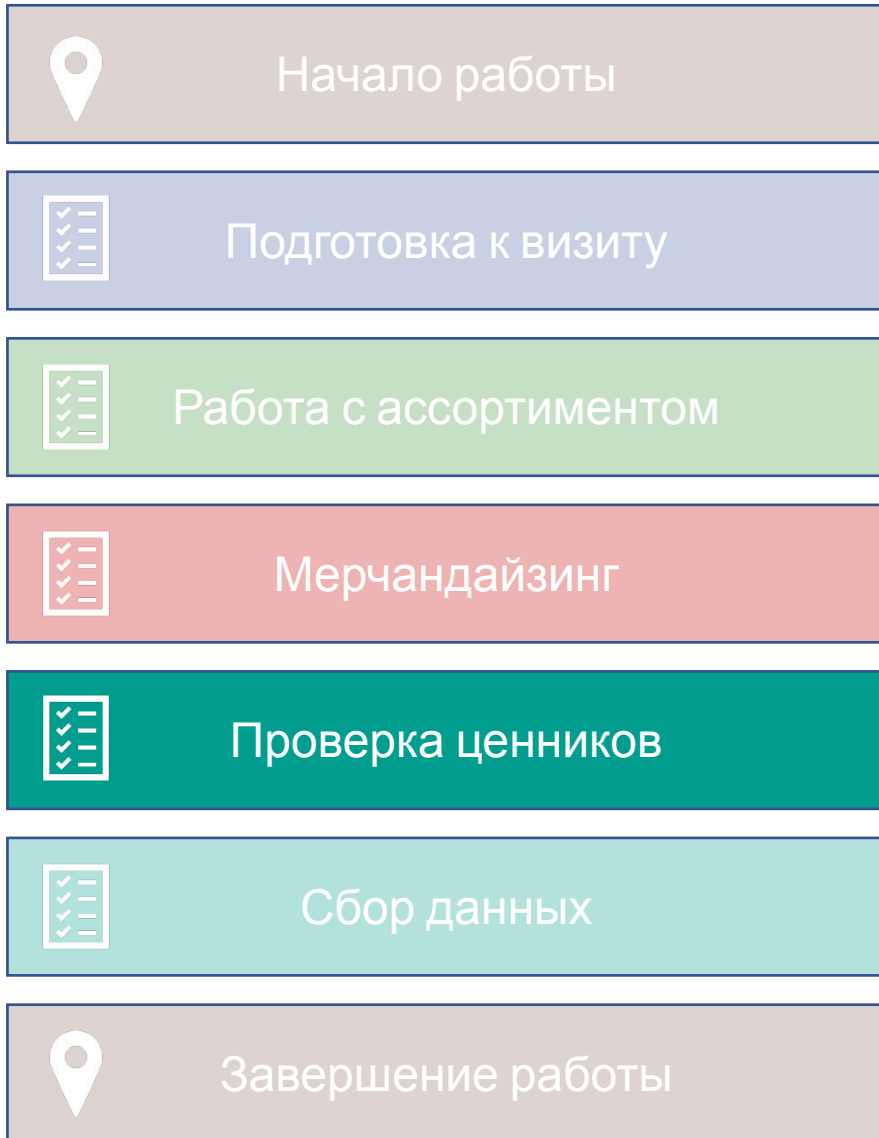 Начало работы
Подготовка к визиту
Работа с ассортиментом
Мерчандайзинг
Проверка ценников
Сбор данных
Завершение работы